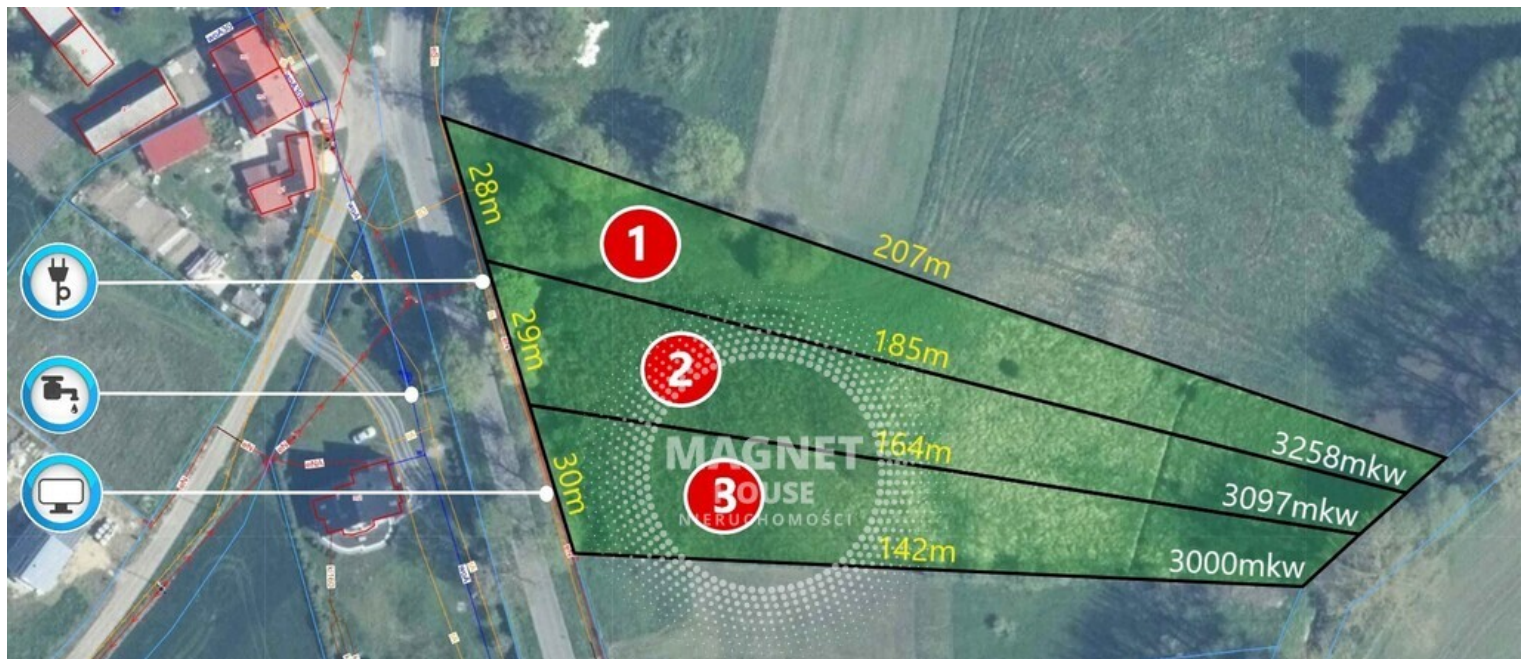 28m
1
207m
29m
185m
2
MAGNET
HOUSE
NIERUCHOMOŚCI
164m
3258mkw
3097mkw
30m
3
142m
3000mkw